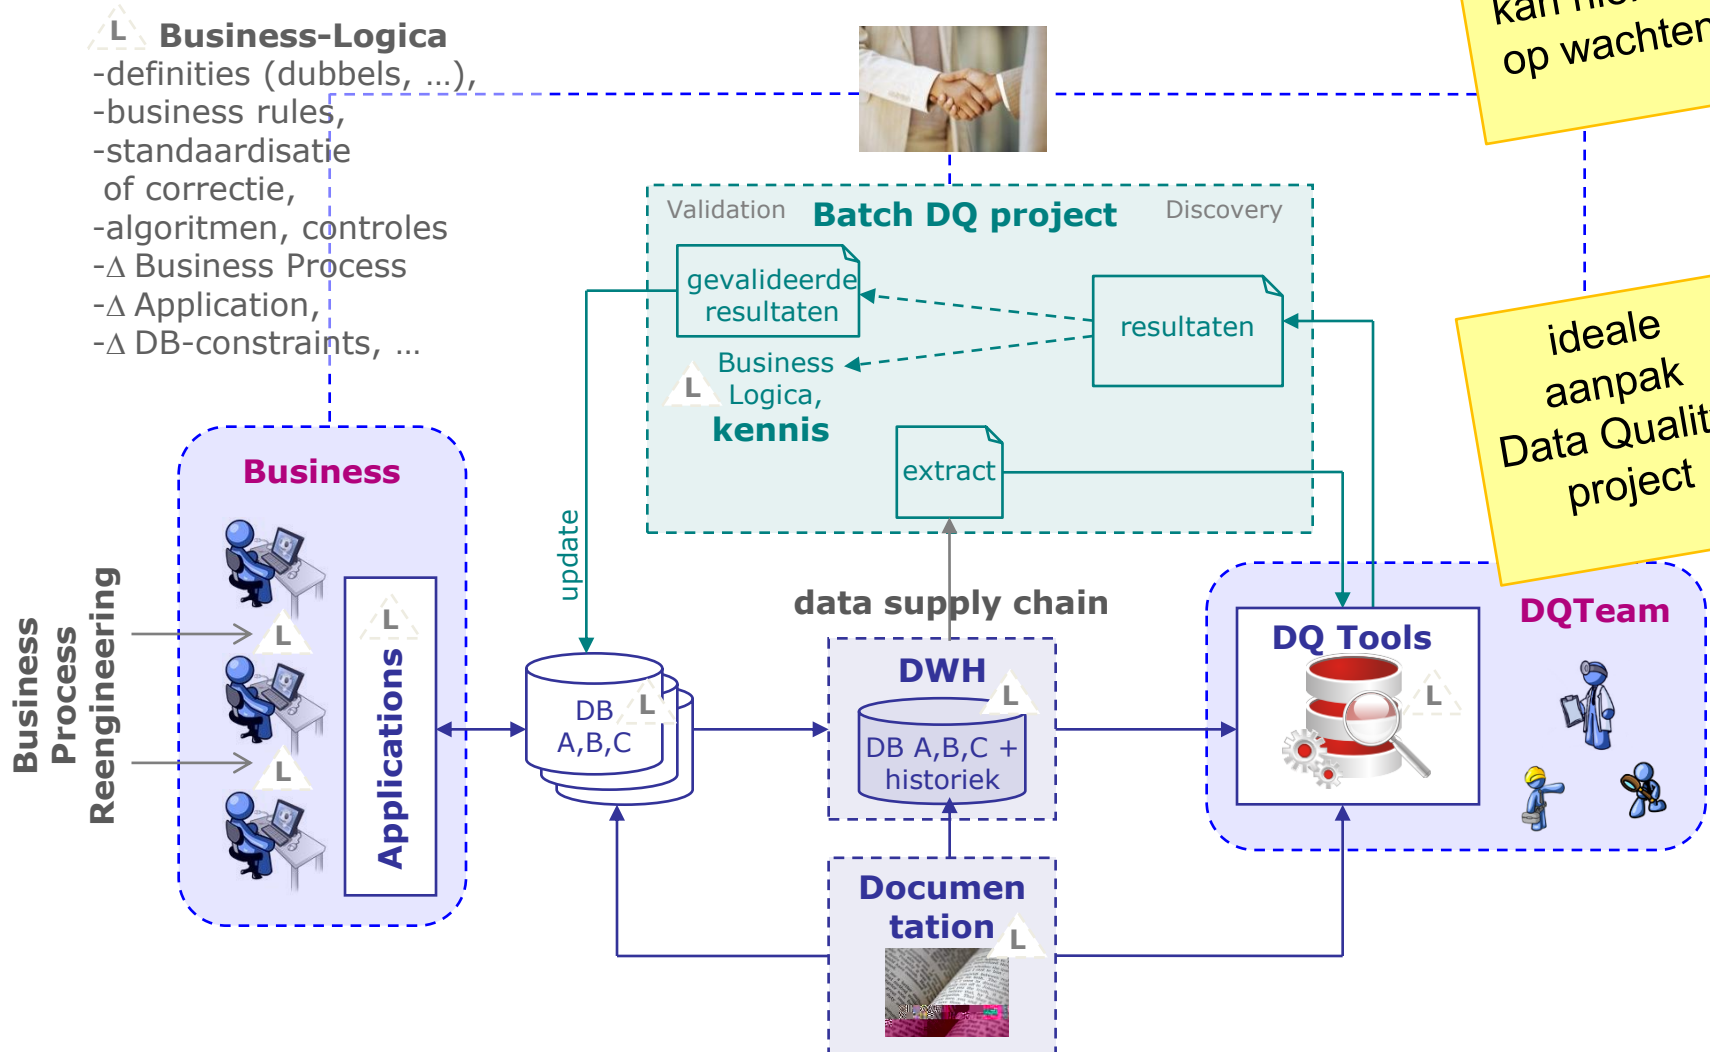 L Business-Logica
-definities (dubbels, ...),
-business rules,
-standaardisatie
of correctie,
-algoritmen, controles
-Δ Business Process
-Δ Application,
-Δ DB-constraints, ...
kan
op wachten
Validation Batch DQ project Discovery
gevalideerde
resultaten
resultaten
Business
Logica,
L
kennis
extract
update
ideale
aanpak
Data Qualit
project
Business
Business
Process
Reengineering
L
L
L
Applications
DB
A,B,C
L
data supply chain
DWH
L
DB A,B,C +
historiek
DQ Tools
L
DQTeam
Documen
tation
L